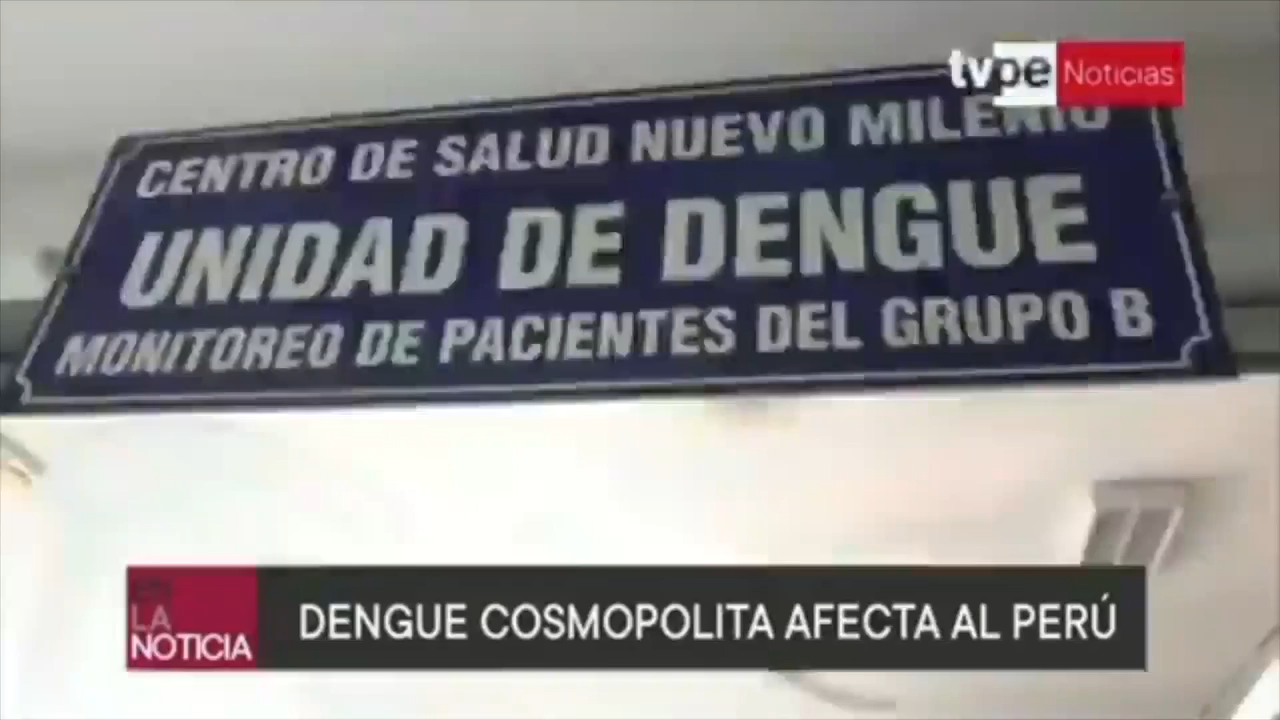 tvpe Noticias
CENTRO DE SALUD NUEVO MILENIO
UNIDAD DE DENGUE
MONITOREO DE PACIENTES DEL GRUPO B
EN
LA
NOTICIA
DENGUE COSMOPOLITA AFECTA AL PERÚ